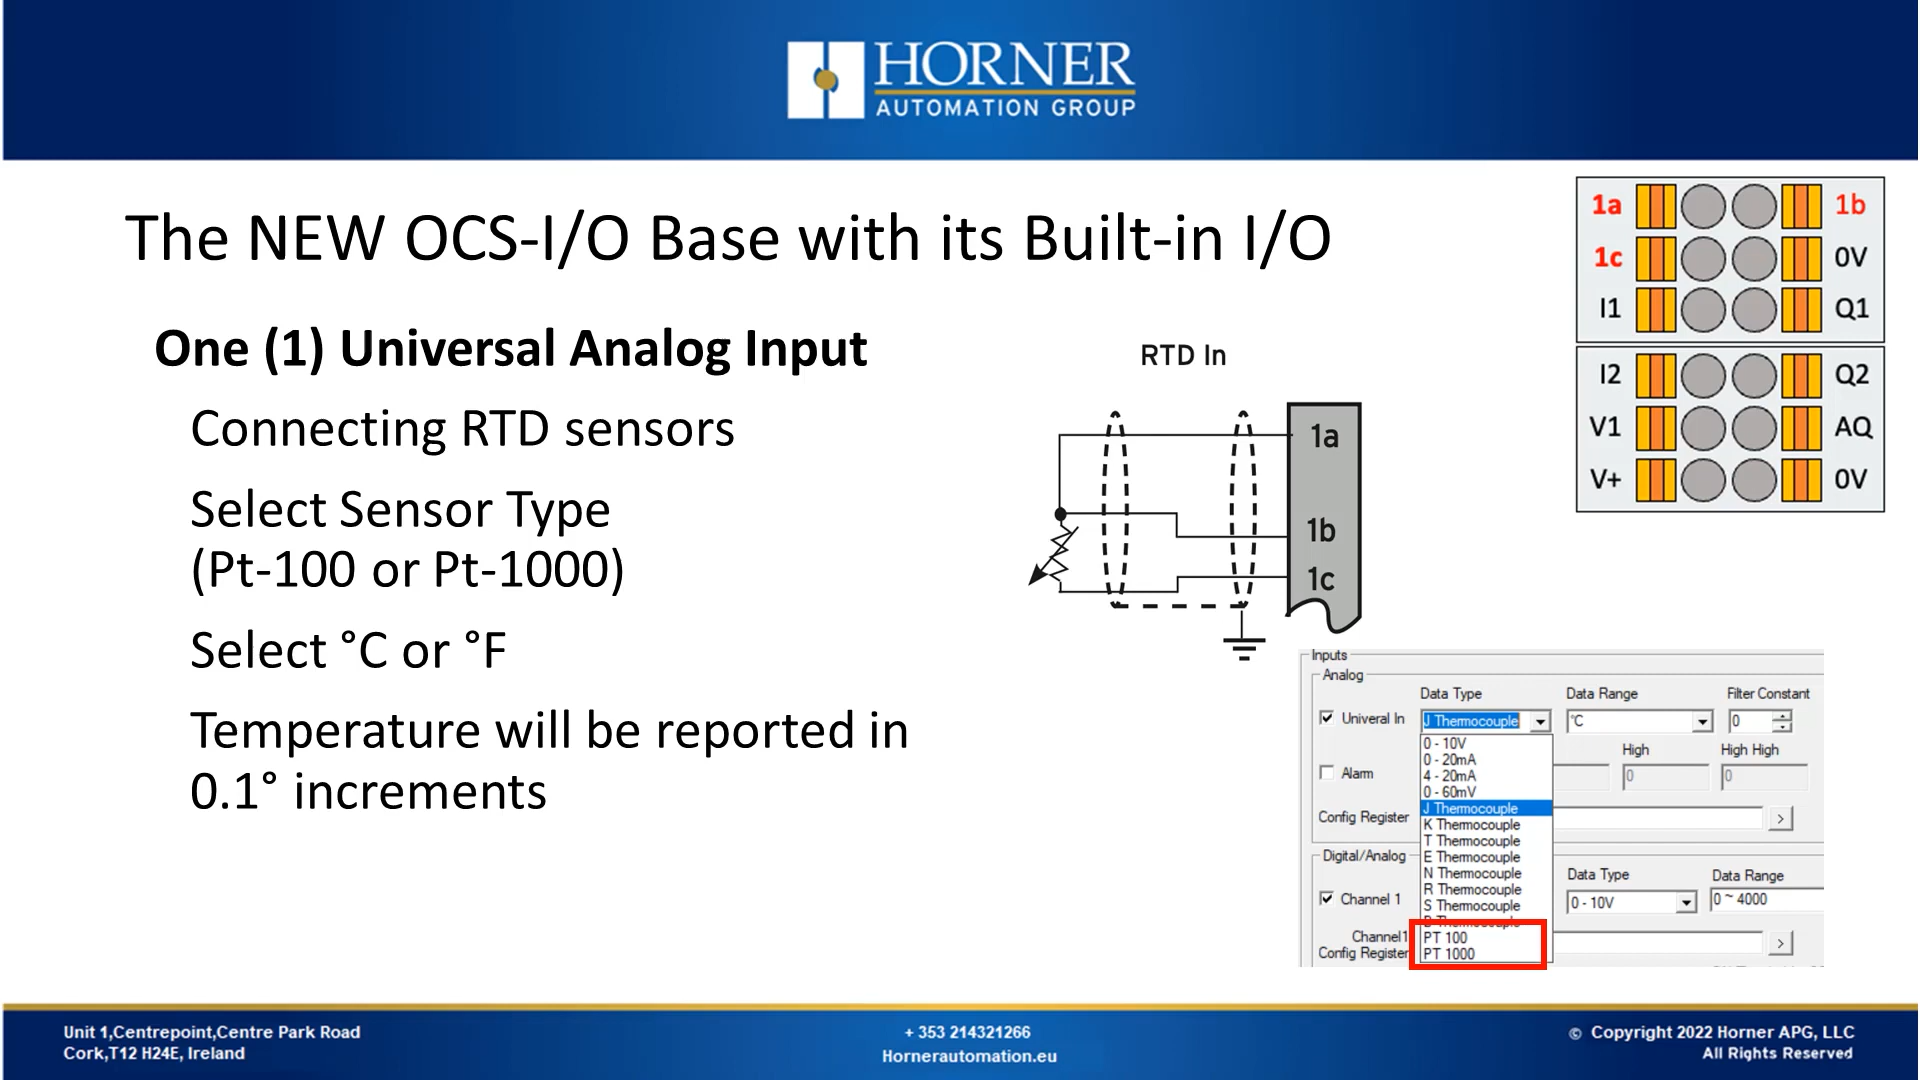 HORNER
AUTOMATION GROUP
The NEW OCS-I/O Base with its Built-in I/O
1a 1b
1c 0V
I1 Q1
I2 Q2
V1 AQ
V+ 0V
One (1) Universal Analog Input
Connecting RTD sensors
Select Sensor Type
(Pt-100 or Pt-1000)
Select °C or °F
Temperature will be reported in
0.1° increments
RTD In
1a
1b
1c
Inputs
Analog
Data Type Data Range Filter Constant
Univeral In J Thermocouple °C 0
0 - 10V
0 - 20mA
4 - 20mA
0 - 60mV
J Thermocouple
K Thermocouple
T Thermocouple
E Thermocouple
N Thermocouple
R Thermocouple
S Thermocouple
PT 100
PT 1000
High High High
Alarm 0 0
Config Register >
Digital/Analog
Data Type Data Range
Channel 1 0 - 10V 0 ~ 4000
Channel1
Config Register >
Unit 1,Centrepoint,Centre Park Road
Cork,T12 H24E, Ireland
+ 353 214321266
Hornerautomation.eu
© Copyright 2022 Horner APG, LLC
All Rights Reserved